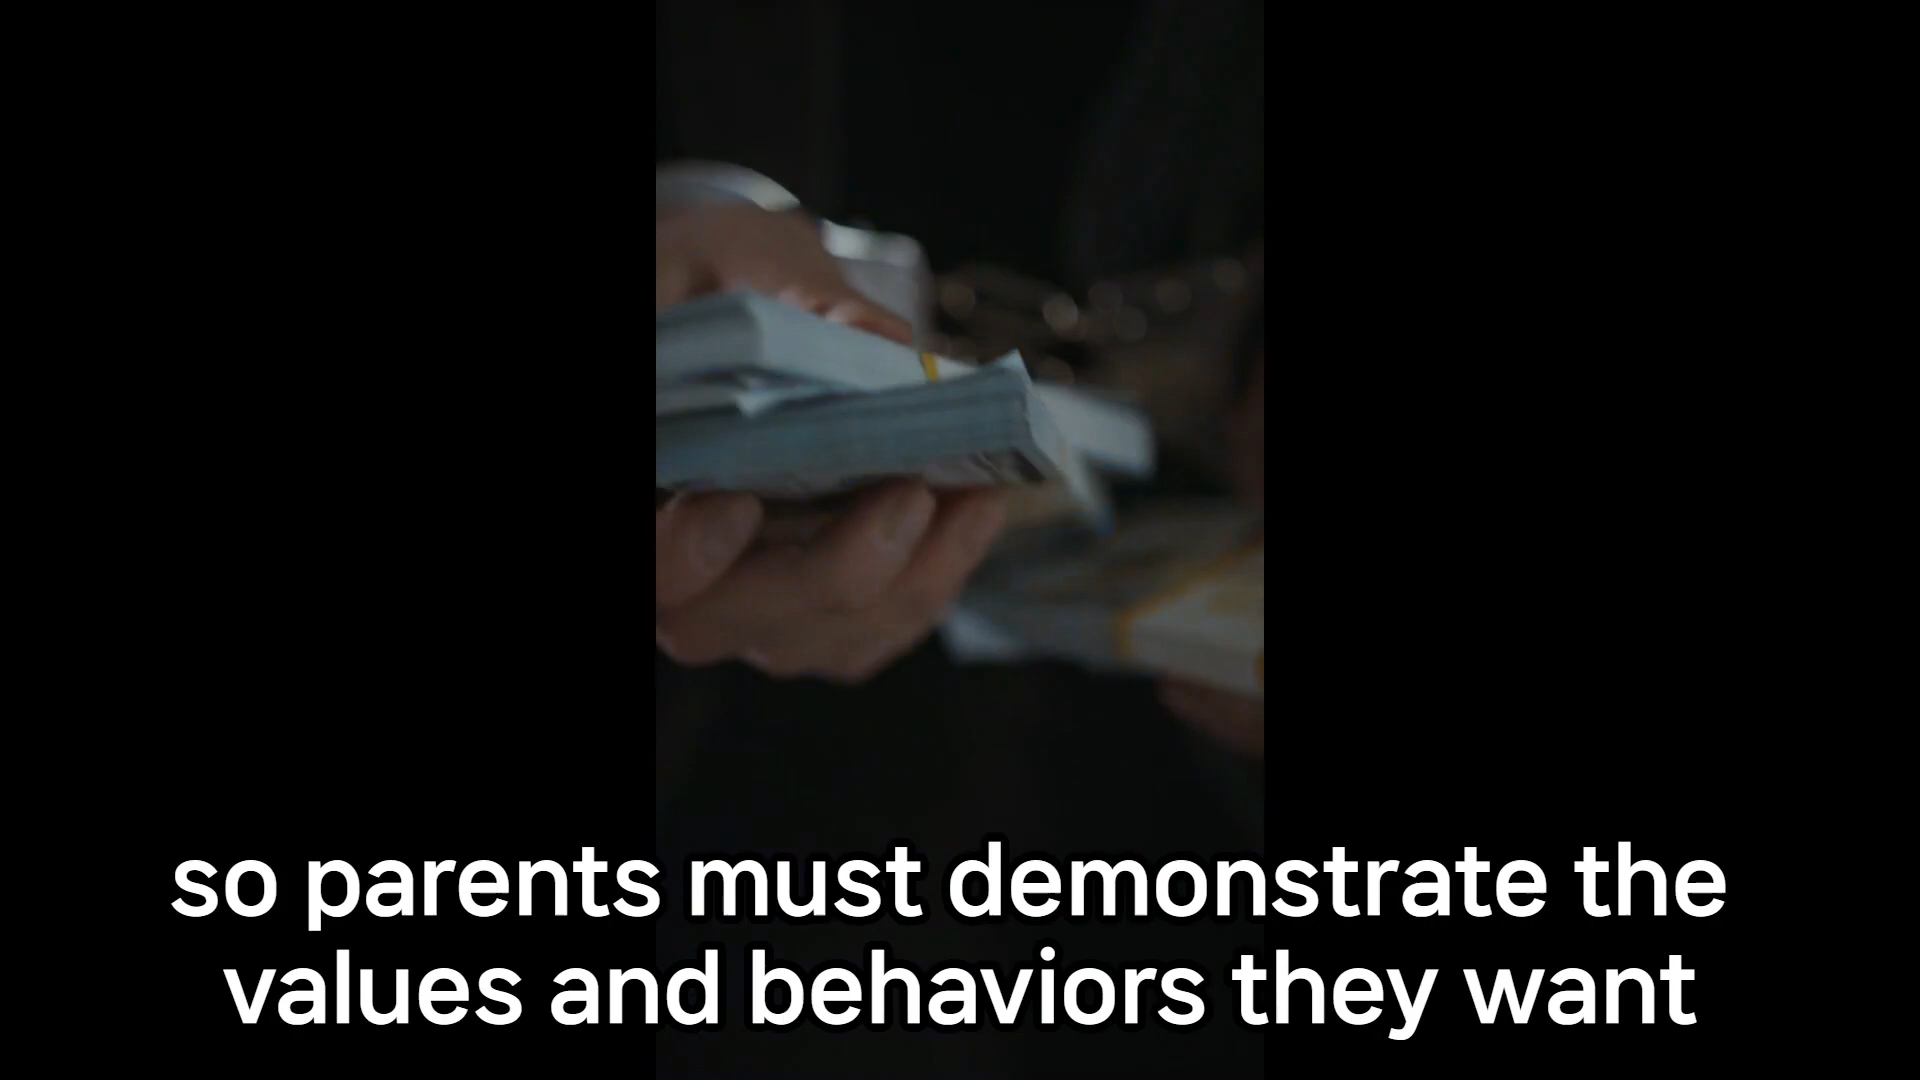 so parents must demonstrate the
values and behaviors they want